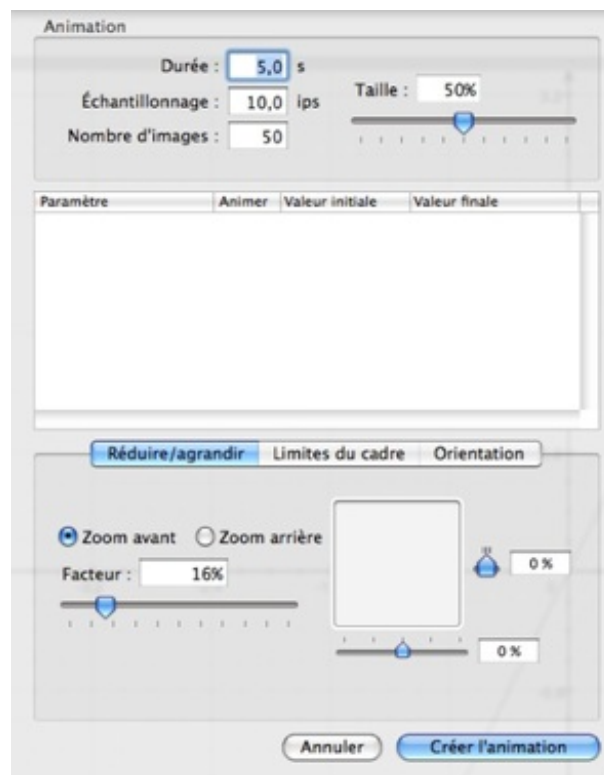 Animation
Durée : 5,0 s
Échantillonnage : 10,0 ips
Nombre d'images : 50
Taille : 50%
Paramètre Animer Valeur initiale Valeur finale
Réduire/agrandir Limites du cadre Orientation
Zoom avant Zoom arrière
Facteur : 16%
0 %
0 %
Annuler Créer l'animation